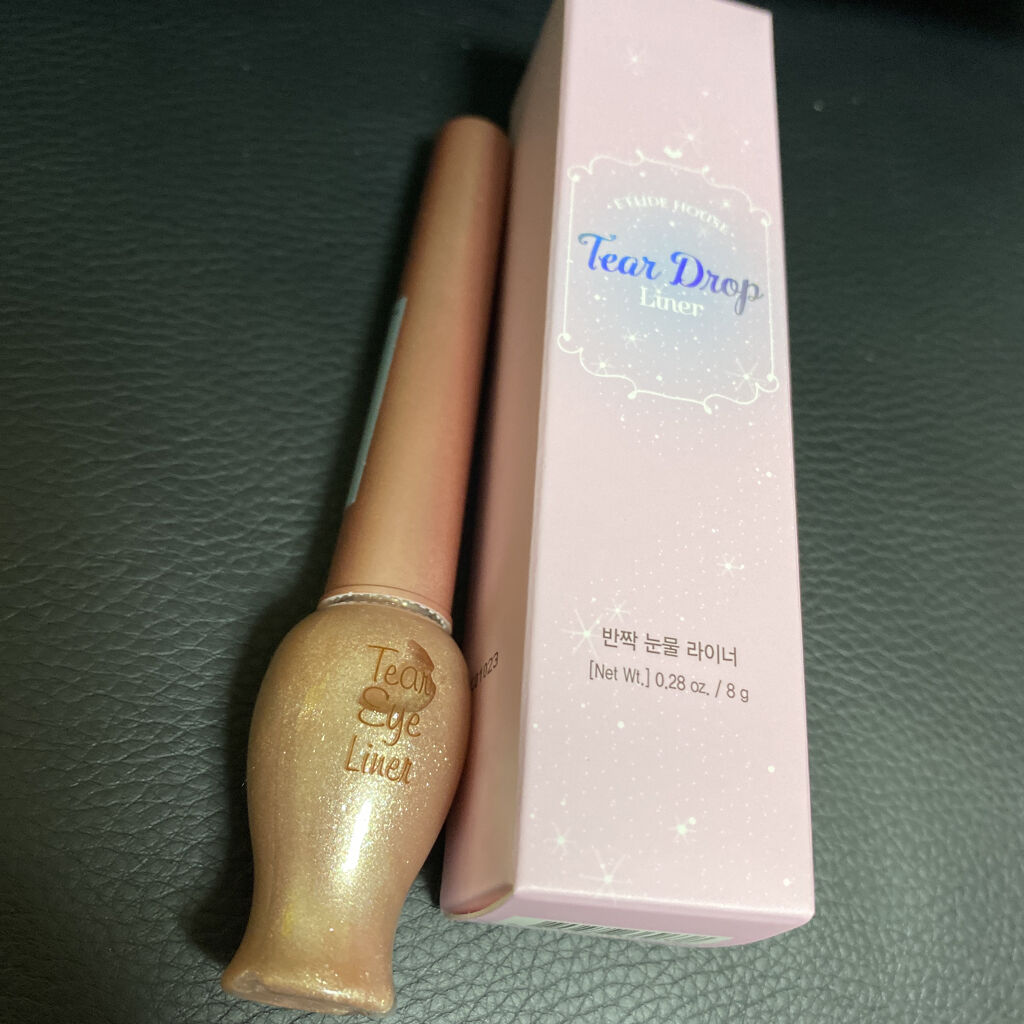 ETUDE HOUSE
Tear Drop
Liner
반짝 눈물 라이너
[Net Wt.] 0.28 oz. / 8 g
Tear
Eye
Liner